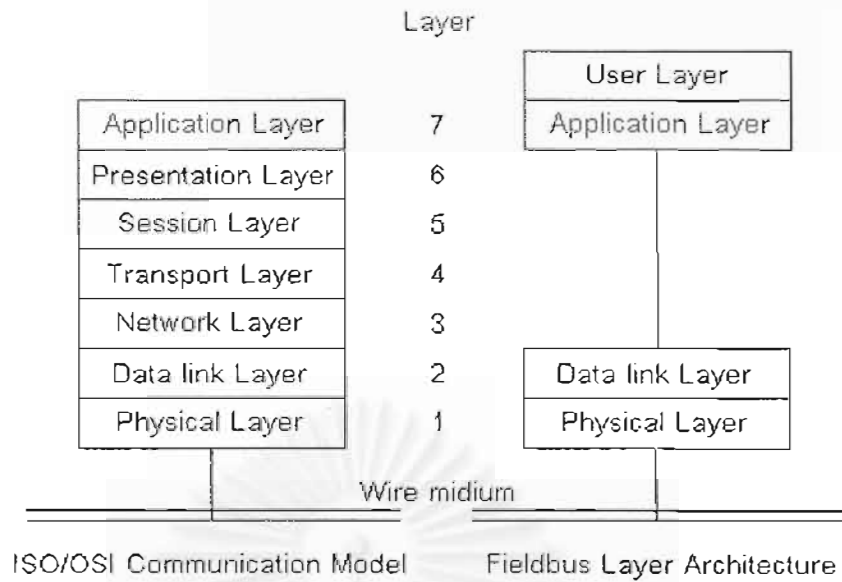 Layer
User Layer
Application Layer 7 Application Layer
Presentation Layer 6
Session Layer 5
Transport Layer 4
Network Layer 3
Data link Layer 2 Data link Layer
Physical Layer 1 Physical Layer
Wire midium
ISO/OSI Communication Model Fieldbus Layer Architecture